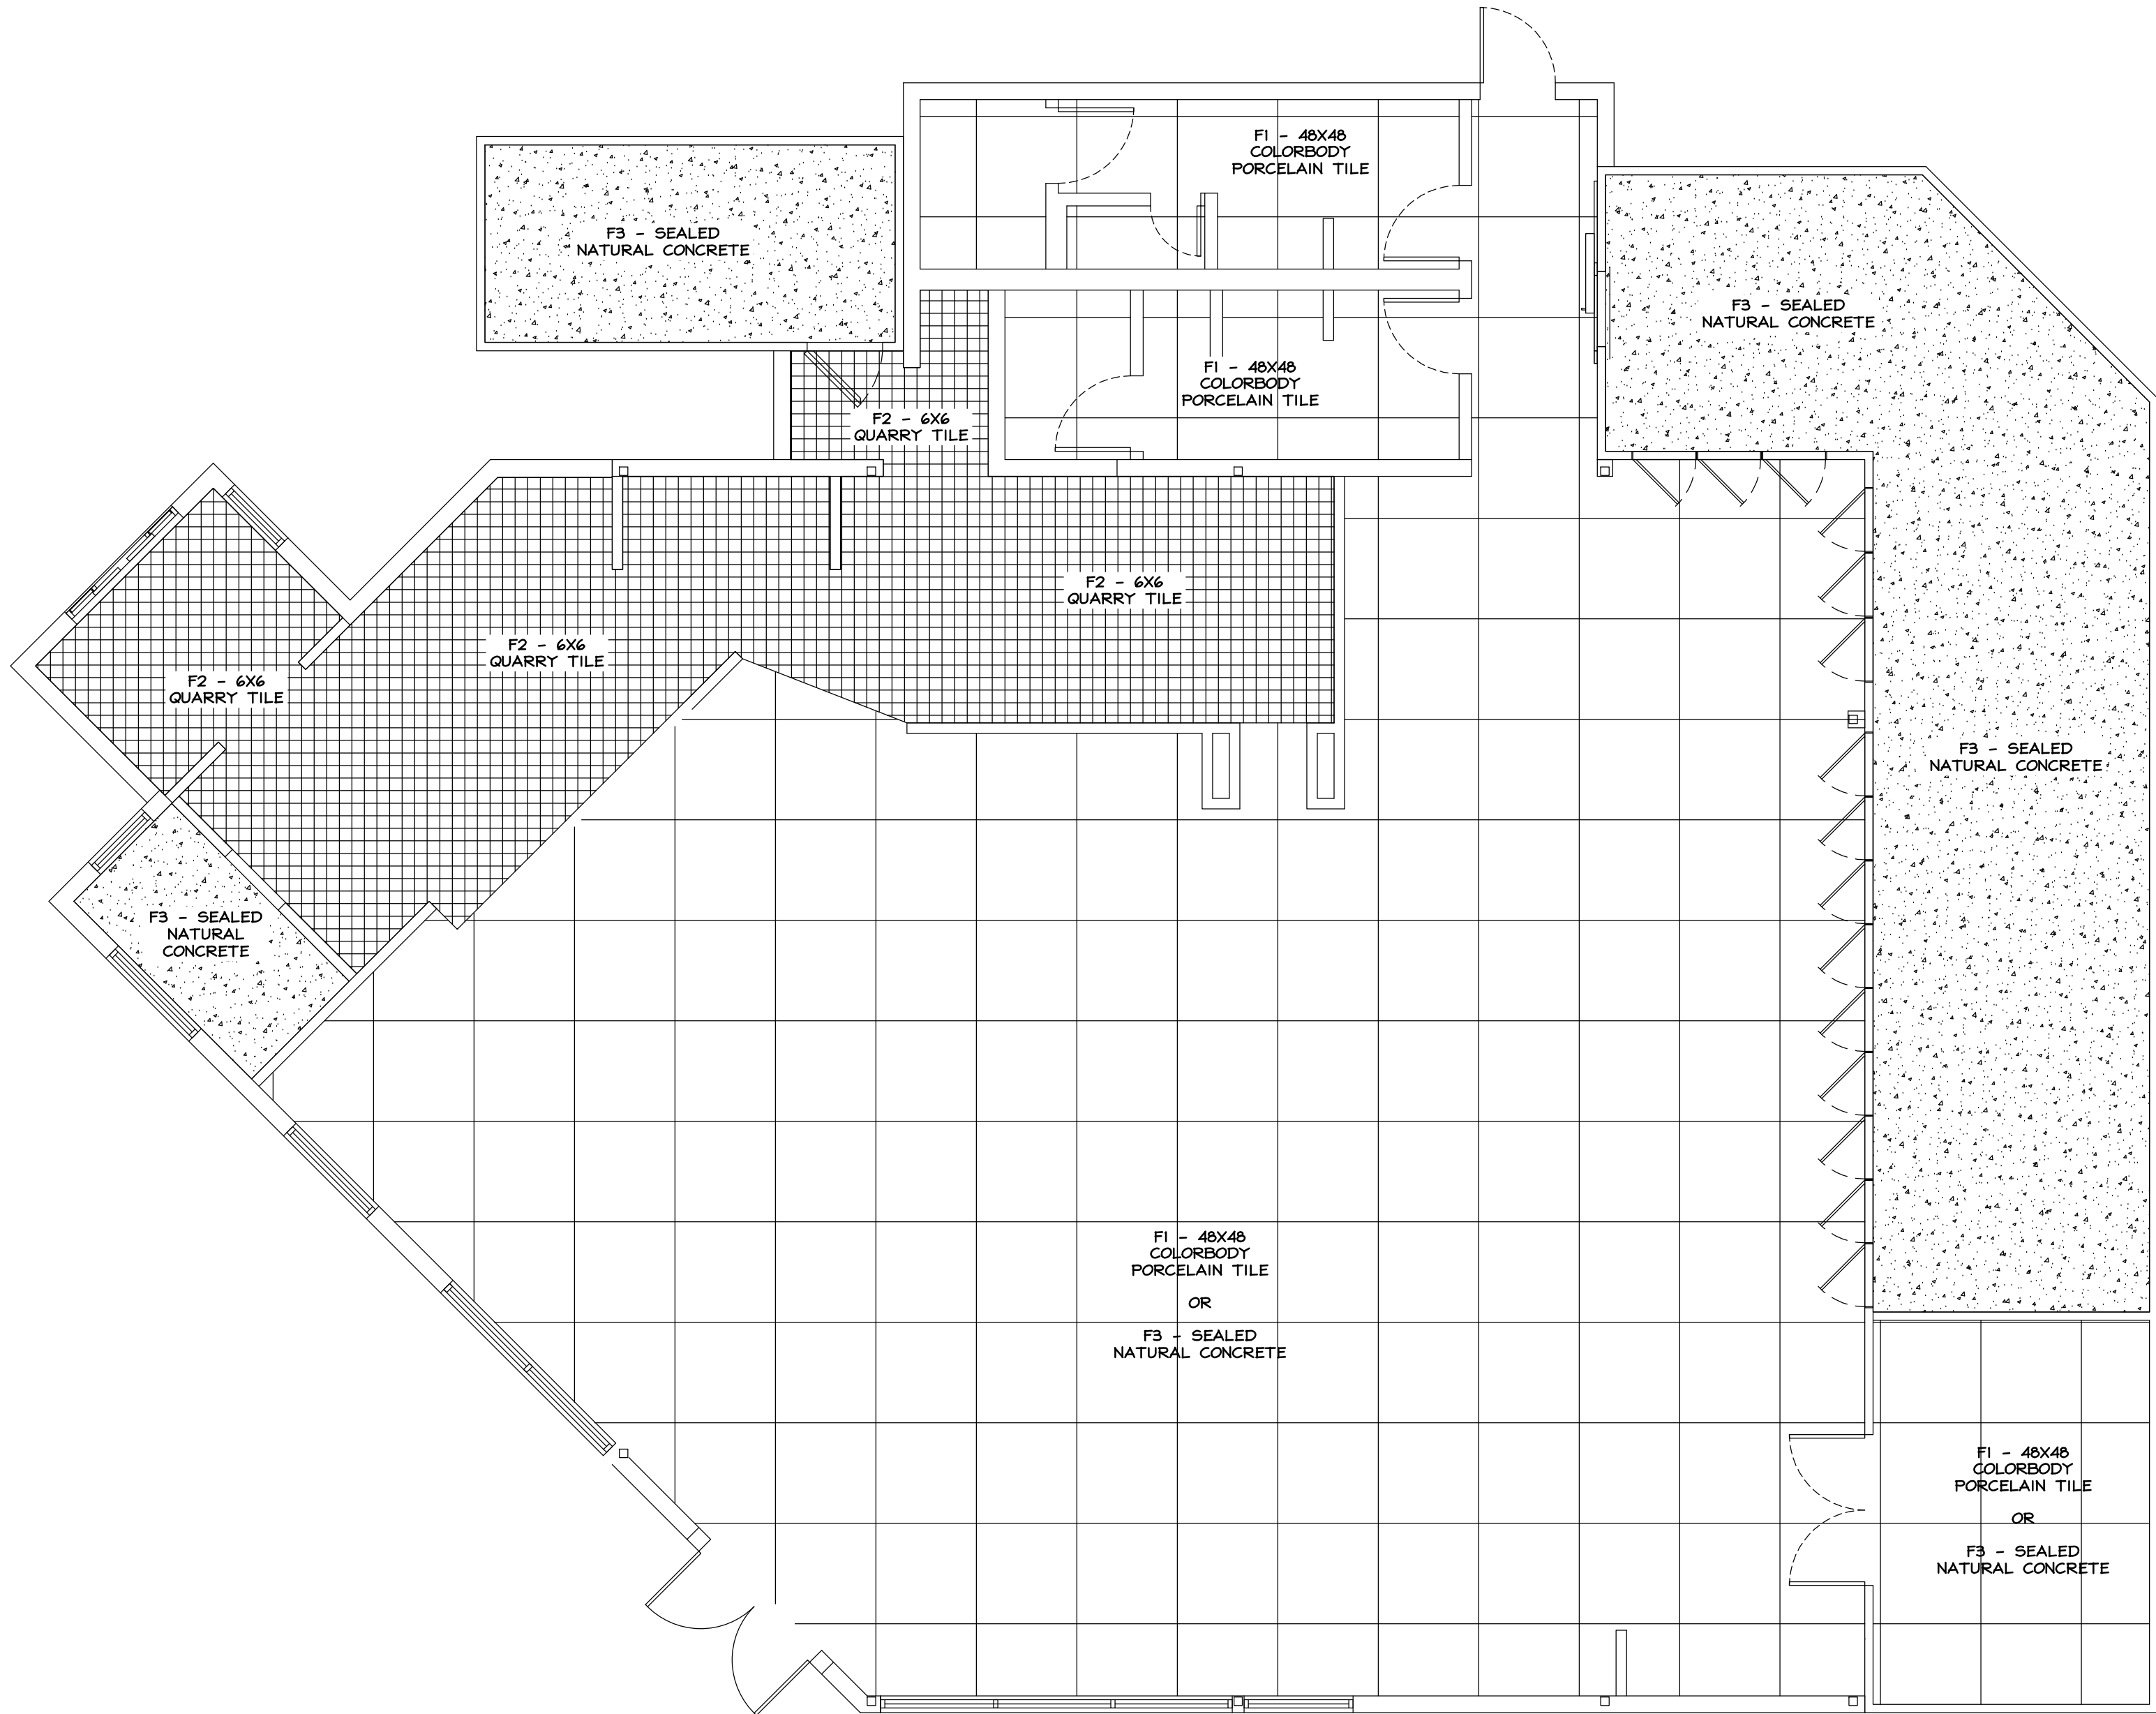 F1 - 48X48
COLORBODY
PORCELAIN TILE
F3 - SEALED
NATURAL CONCRETE
F3 - SEALED
NATURAL CONCRETE
F1 - 48X48
COLORBODY
PORCELAIN TILE
F2 - 6X6
QUARRY TILE
F2 - 6X6
QUARRY TILE
F2 - 6X6
QUARRY TILE
F2 - 6X6
QUARRY TILE
F3 - SEALED
NATURAL CONCRETE
F3 - SEALED
NATURAL
CONCRETE
F1 - 48X48
COLORBODY
PORCELAIN TILE
OR
F3 - SEALED
NATURAL CONCRETE
F1 - 48X48
COLORBODY
PORCELAIN TILE
OR
F3 - SEALED
NATURAL CONCRETE